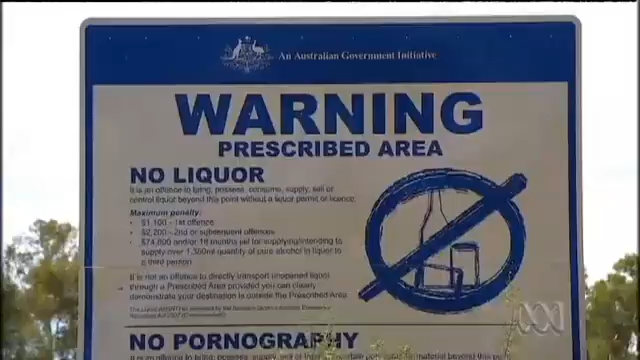 An Australian Government Initiative
WARNING
PRESCRIBED AREA
NO LIQUOR
It is an offence to bring, possess, consume, supply, sell or
control liquor beyond this point without a liquor permit or licence.
Maximum penalty:
• $1,100 - 1st offence
• $2,200 - 2nd or subsequent offences
• $74,800 and/or 18 months jail for supplying/intending to
supply over 1,350ml quantity of pure alcohol in liquor to
a third person
It is not an offence to directly transport unopened liquor
through a Prescribed Area provided you can clearly
demonstrate your destination is outside the Prescribed Area
NO PORNOGRAPHY
material beyond this
ABC